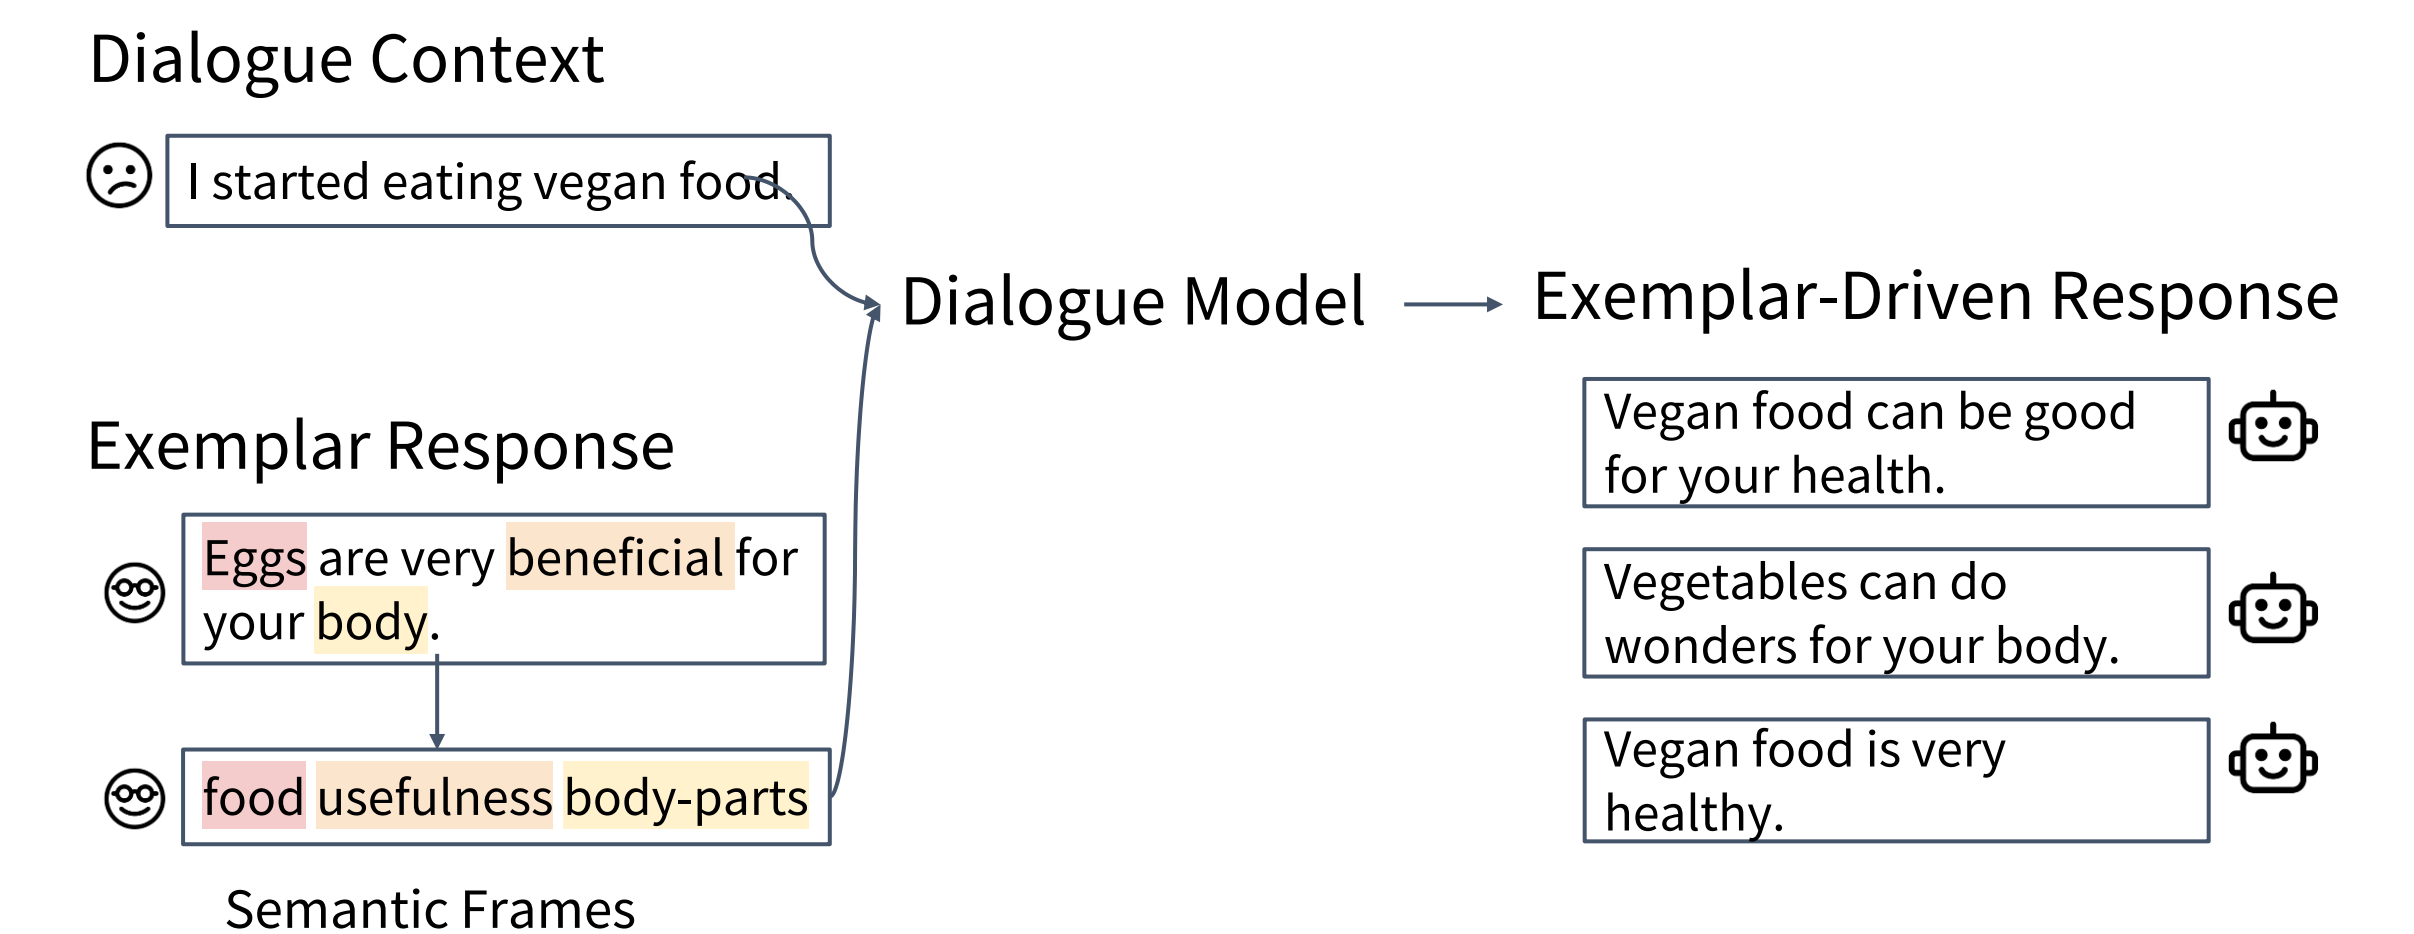 Dialogue Context
I started eating vegan food.
Dialogue Model
Exemplar-Driven Response
Exemplar Response
Eggs are very beneficial for
your body.
food usefulness body-parts
Semantic Frames
Vegan food can be good
for your health.
Vegetables can do
wonders for your body.
Vegan food is very
healthy.